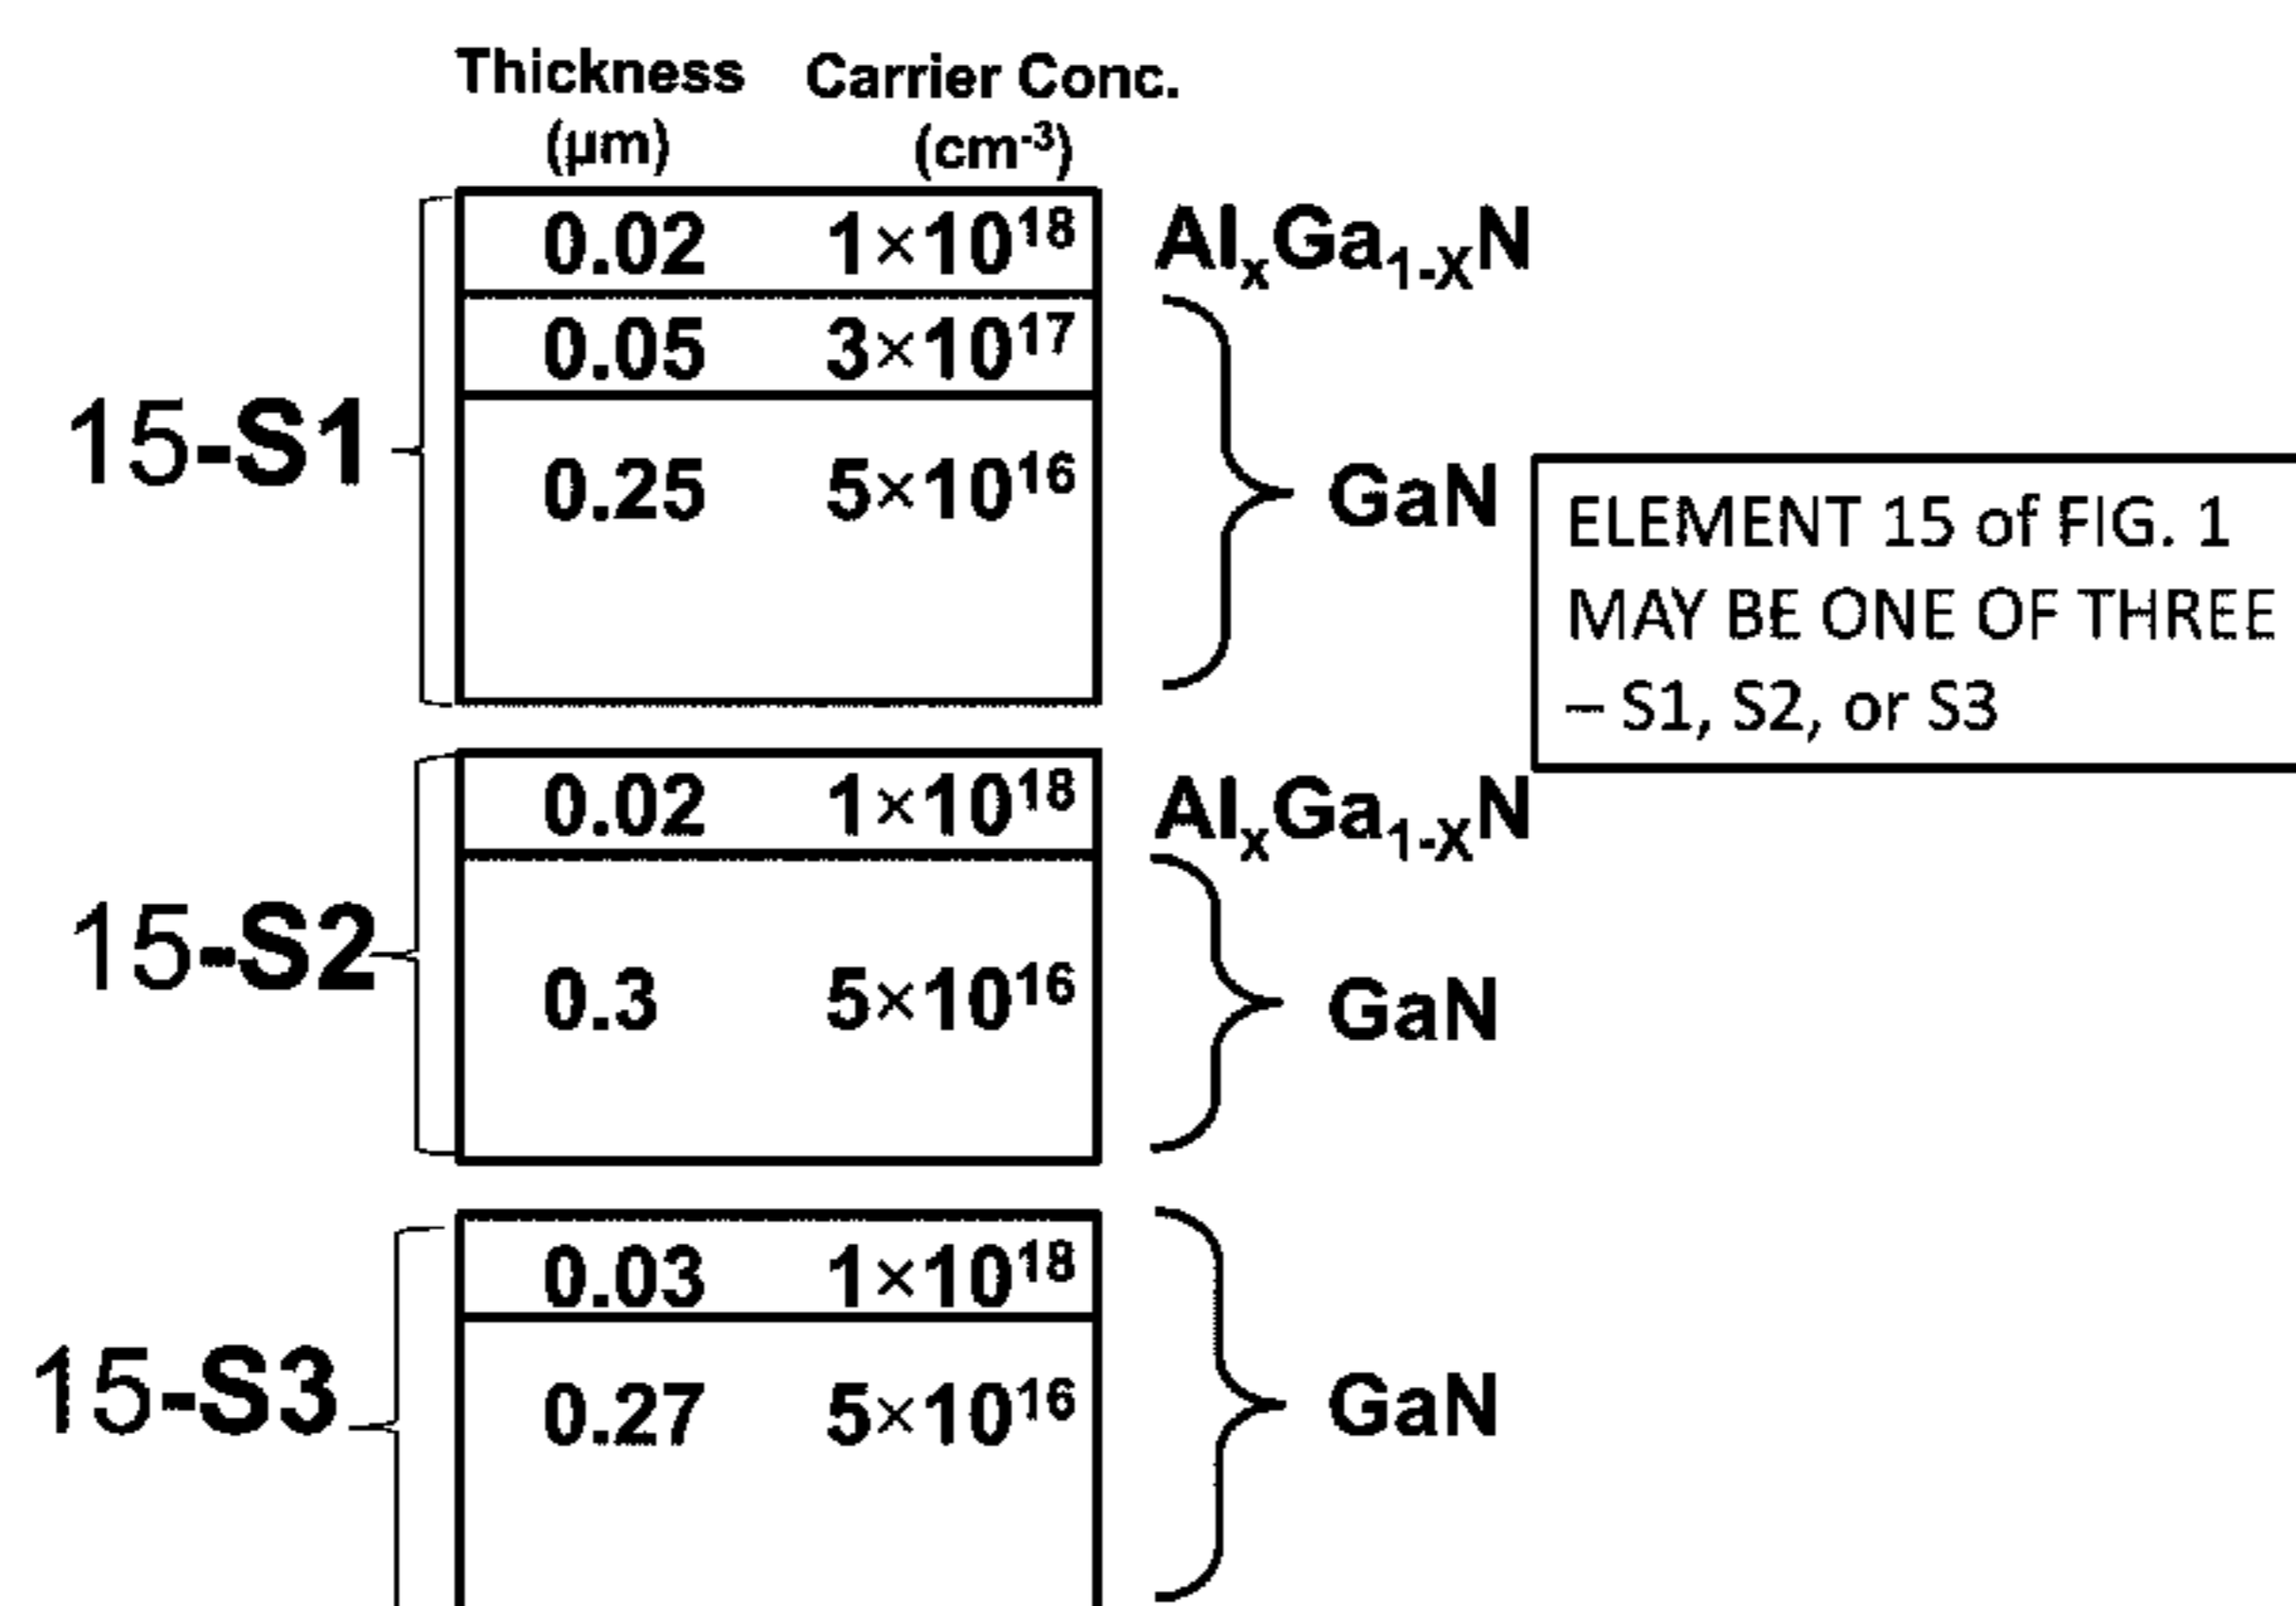 Thickness Carrier Conc.
(µm) (cm⁻³)
0.02 1×10¹⁸ AlₓGa₁₋ₓN
0.05 3×10¹⁷
15-S1
0.25 5×10¹⁶ GaN
ELEMENT 15 of FIG. 1
MAY BE ONE OF THREE
– S1, S2, or S3
0.02 1×10¹⁸ AlₓGa₁₋ₓN
15-S2
0.3 5×10¹⁶ GaN
0.03 1×10¹⁸
15-S3
0.27 5×10¹⁶ GaN